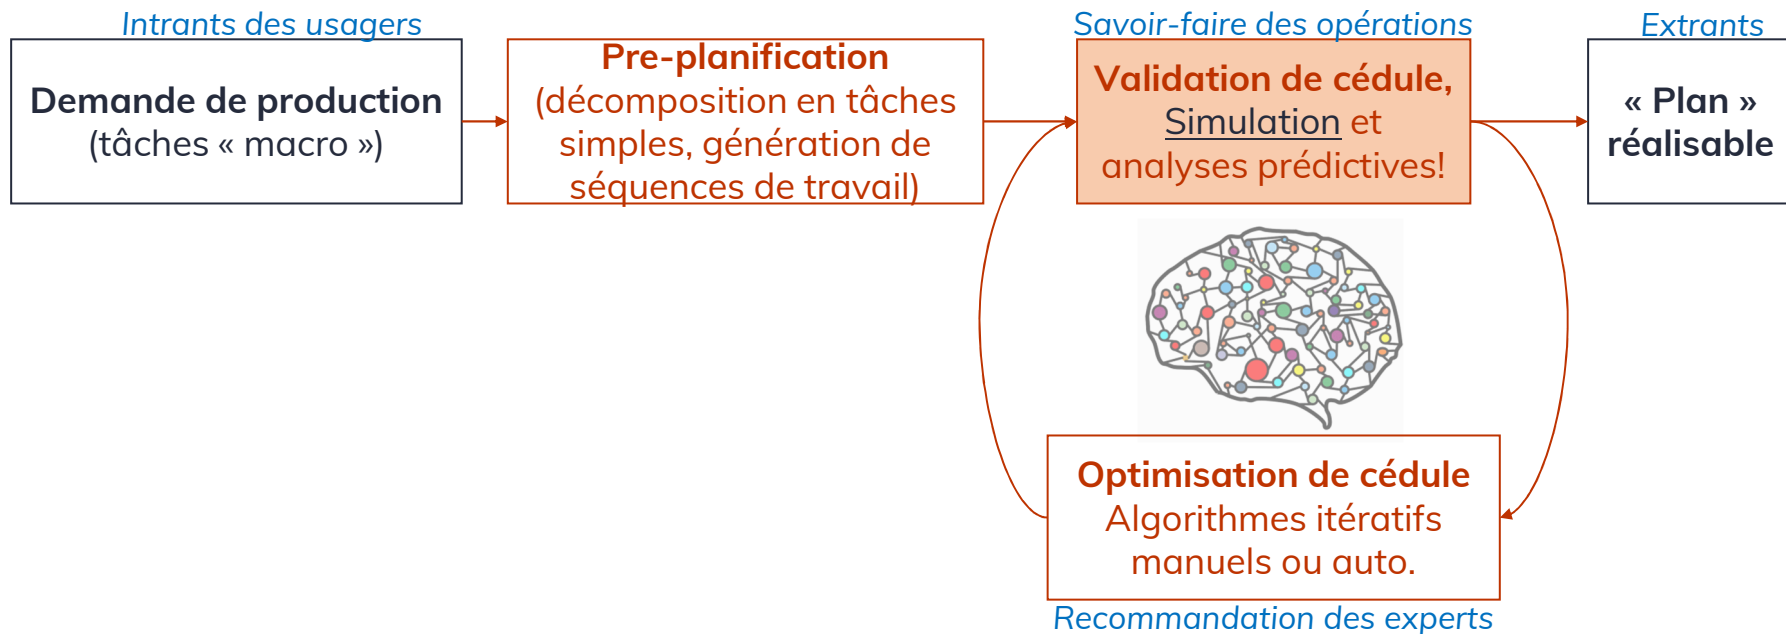 Intrants des usagers
Demande de production
(tâches « macro »)
Pre-planification
(décomposition en tâches
simples, génération de
séquences de travail)
Savoir-faire des opérations
Validation de cédule,
Simulation et
analyses prédictives!
Extrants
« Plan »
réalisable
Optimisation de cédule
Algorithmes itératifs
manuels ou auto.
Recommandation des experts